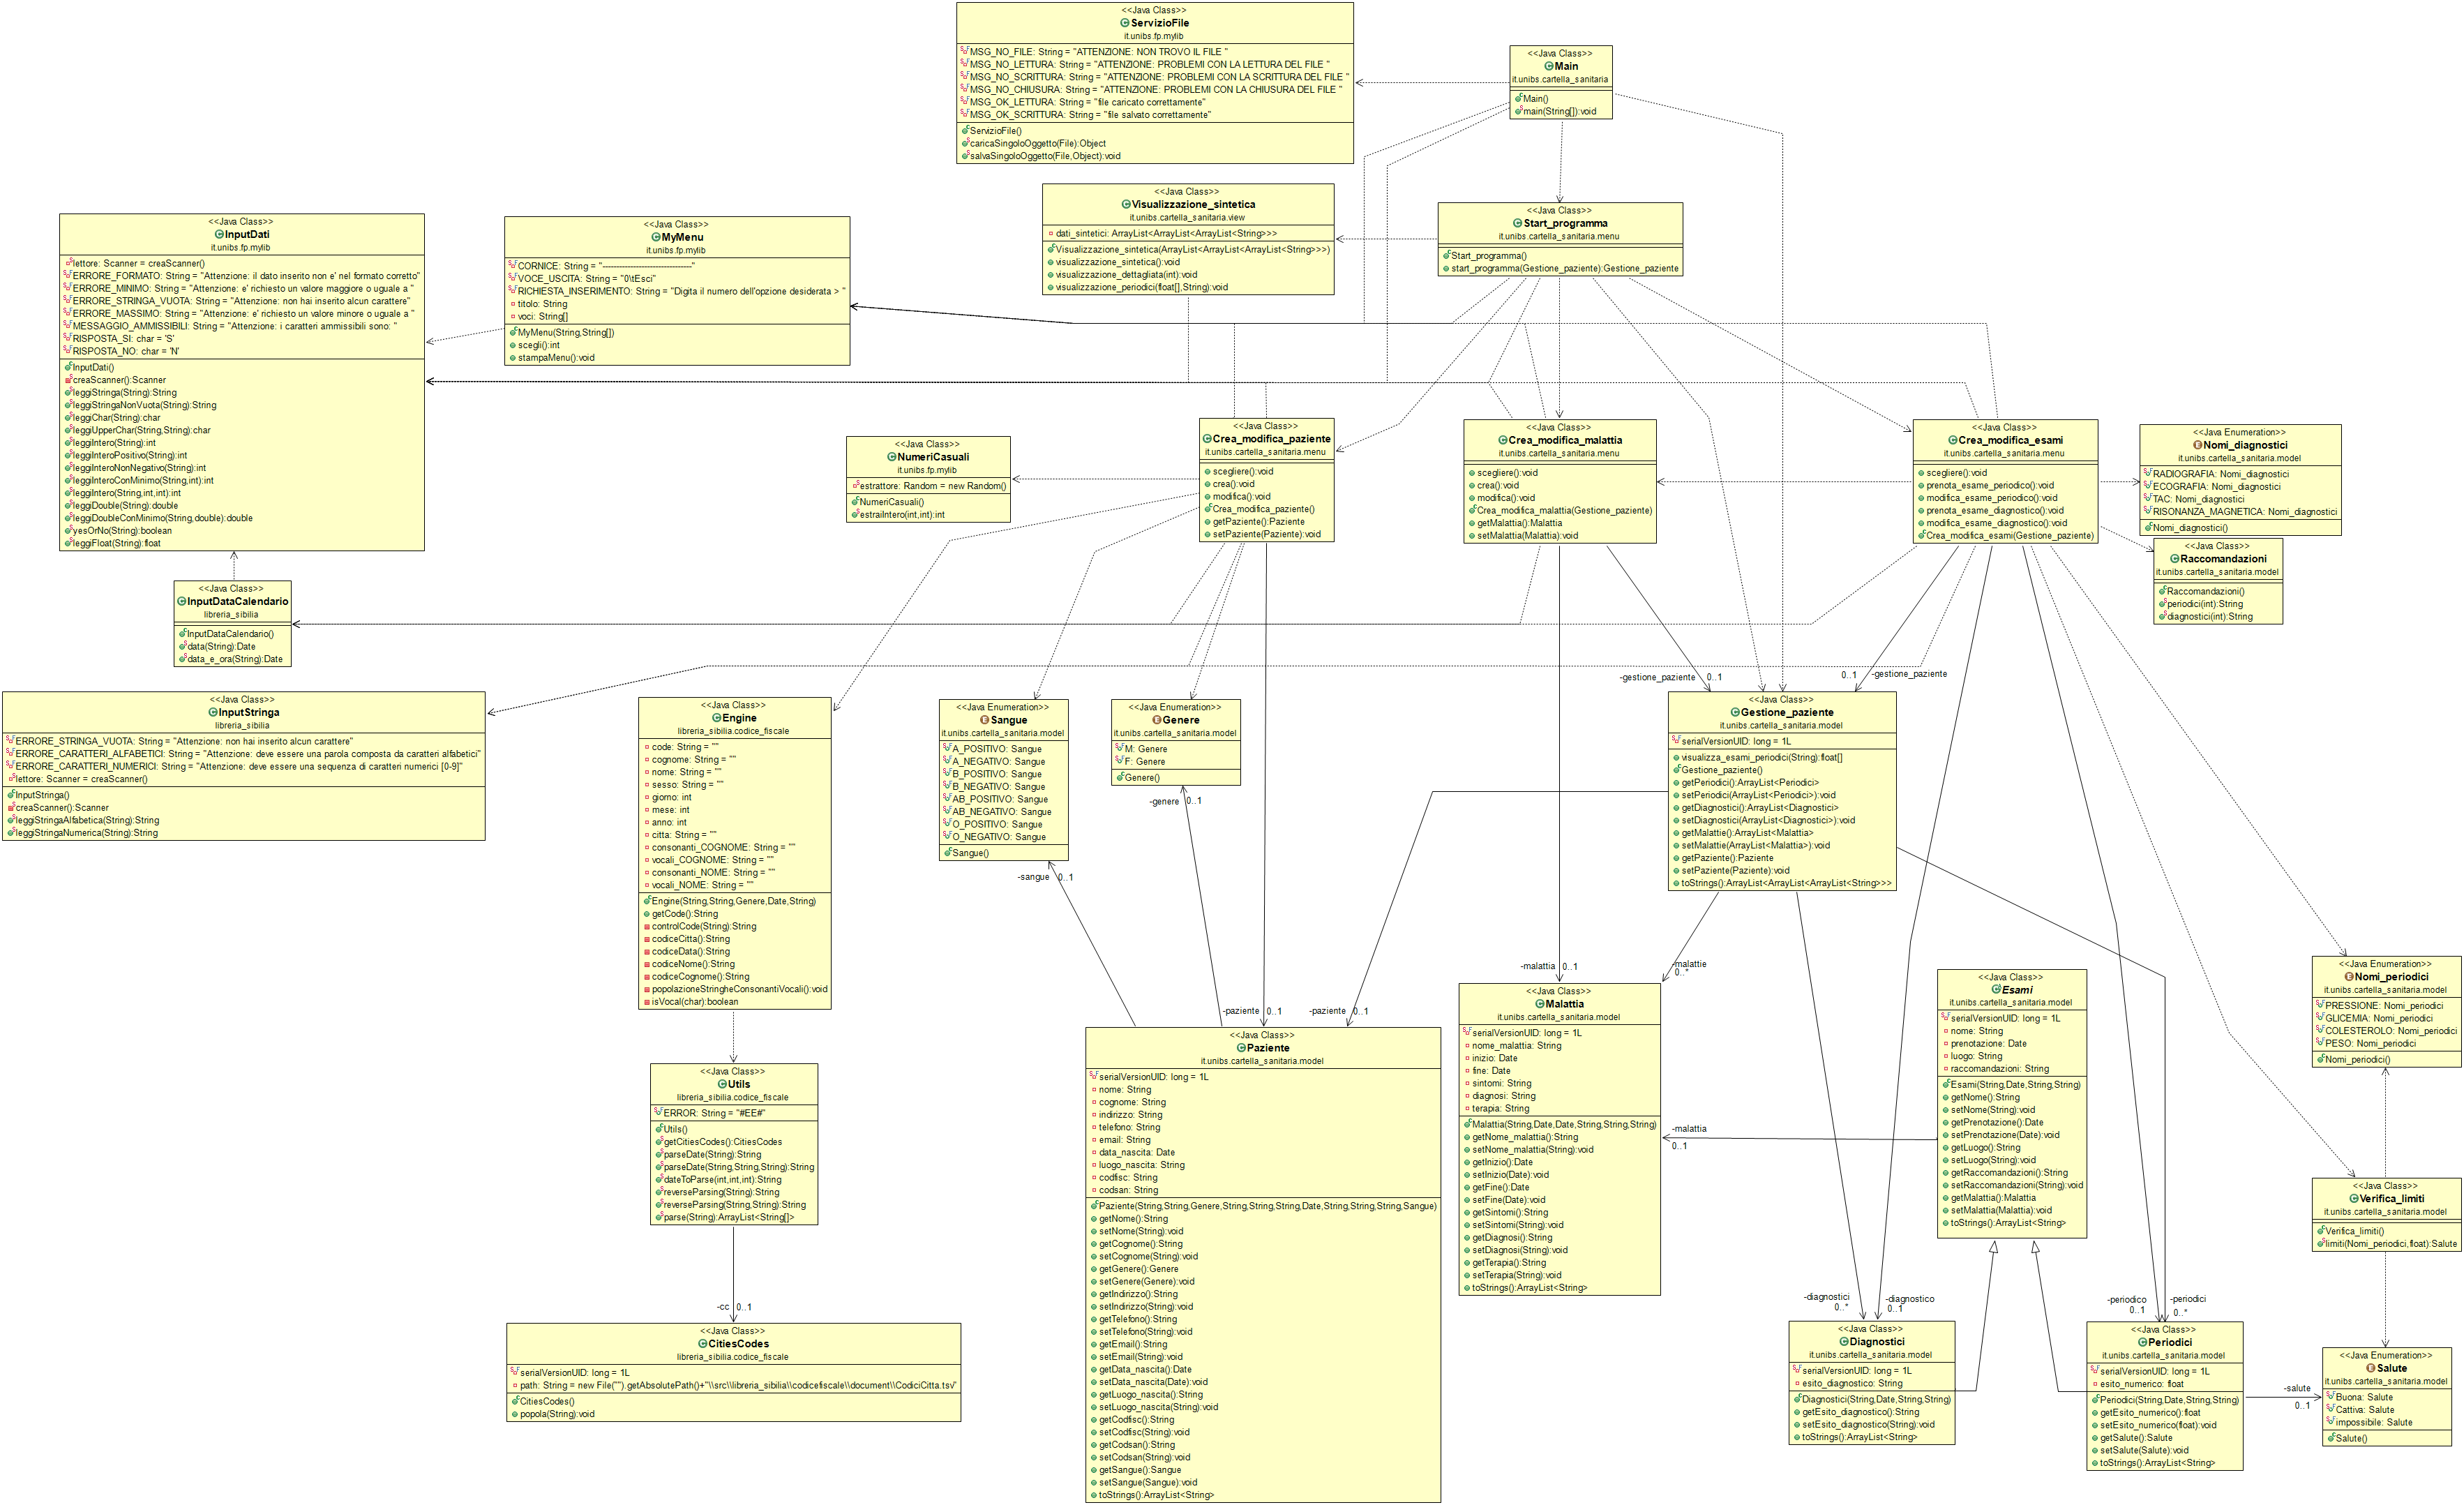 <<Java Class>>
ServizioFile
it.unibs.fp.mylib
MSG_NO_FILE: String = "ATTENZIONE: NON TROVO IL FILE "
MSG_NO_LETTURA: String = "ATTENZIONE: PROBLEMI CON LA LETTURA DEL FILE "
MSG_NO_SCRITTURA: String = "ATTENZIONE: PROBLEMI CON LA SCRITTURA DEL FILE "
MSG_NO_CHIUSURA: String = "ATTENZIONE: PROBLEMI CON LA CHIUSURA DEL FILE "
MSG_OK_LETTURA: String = "file caricato correttamente"
MSG_OK_SCRITTURA: String = "file salvato correttamente"
ServizioFile()
caricaSingoloOggetto(File):Object
salvaSingoloOggetto(File,Object):void
<<Java Class>>
Main
it.unibs.cartella_sanitaria
Main()
main(String[]):void
<<Java Class>>
Visualizzazione_sintetica
it.unibs.cartella_sanitaria.view
dati_sintetici: ArrayList<ArrayList<ArrayList<String>>>
Visualizzazione_sintetica(ArrayList<ArrayList<ArrayList<String>>>)
visualizzazione_sintetica():void
visualizzazione_dettagliata(int):void
visualizzazione_periodici(float[],String):void
<<Java Class>>
Start_programma
it.unibs.cartella_sanitaria.menu
Start_programma()
start_programma(Gestione_paziente):Gestione_paziente
<<Java Class>>
InputDati
it.unibs.fp.mylib
lettore: Scanner = creaScanner()
ERRORE_FORMATO: String = "Attenzione: il dato inserito non e' nel formato corretto"
ERRORE_MINIMO: String = "Attenzione: e' richiesto un valore maggiore o uguale a "
ERRORE_STRINGA_VUOTA: String = "Attenzione: non hai inserito alcun carattere"
ERRORE_MASSIMO: String = "Attenzione: e' richiesto un valore minore o uguale a "
MESSAGGIO_AMMISSIBILI: String = "Attenzione: i caratteri ammissibili sono: "
RISPOSTA_SI: char = 'S'
RISPOSTA_NO: char = 'N'
InputDati()
creaScanner():Scanner
leggiStringa(String):String
leggiStringaNonVuota(String):String
leggiChar(String):char
leggiUpperChar(String,String):char
leggiIntero(String):int
leggiInteroPositivo(String):int
leggiInteroNonNegativo(String):int
leggiInteroConMinimo(String,int):int
leggiIntero(String,int,int):int
leggiDouble(String):double
leggiDoubleConMinimo(String,double):double
yesOrNo(String):boolean
leggiFloat(String):float
<<Java Class>>
MyMenu
it.unibs.fp.mylib
CORNICE: String = "--------------------------------"
VOCE_USCITA: String = "0\tEsci"
RICHIESTA_INSERIMENTO: String = "Digita il numero dell'opzione desiderata > "
titolo: String
voci: String[]
MyMenu(String,String[])
scegli():int
stampaMenu():void
<<Java Class>>
NumeriCasuali
it.unibs.fp.mylib
estrattore: Random = new Random()
NumeriCasuali()
estraiIntero(int,int):int
<<Java Class>>
Crea_modifica_paziente
it.unibs.cartella_sanitaria.menu
scegliere():void
crea():void
modifica():void
Crea_modifica_paziente()
getPaziente():Paziente
setPaziente(Paziente):void
<<Java Class>>
Crea_modifica_malattia
it.unibs.cartella_sanitaria.menu
scegliere():void
crea():void
modifica():void
Crea_modifica_malattia(Gestione_paziente)
getMalattia():Malattia
setMalattia(Malattia):void
<<Java Class>>
Crea_modifica_esami
it.unibs.cartella_sanitaria.menu
scegliere():void
prenota_esame_periodico():void
modifica_esame_periodico():void
prenota_esame_diagnostico():void
modifica_esame_diagnostico():void
Crea_modifica_esami(Gestione_paziente)
<<Java Enumeration>>
Nomi_diagnostici
it.unibs.cartella_sanitaria.model
RADIOGRAFIA: Nomi_diagnostici
ECOGRAFIA: Nomi_diagnostici
TAC: Nomi_diagnostici
RISONANZA_MAGNETICA: Nomi_diagnostici
Nomi_diagnostici()
<<Java Class>>
Raccomandazioni
it.unibs.cartella_sanitaria.model
Raccomandazioni()
periodici(int):String
diagnostici(int):String
<<Java Class>>
InputDataCalendario
libreria_sibilia
InputDataCalendario()
data(String):Date
data_e_ora(String):Date
<<Java Class>>
InputStringa
libreria_sibilia
ERRORE_STRINGA_VUOTA: String = "Attenzione: non hai inserito alcun carattere"
ERRORE_CARATTERI_ALFABETICI: String = "Attenzione: deve essere una parola composta da caratteri alfabetici"
ERRORE_CARATTERI_NUMERICI: String = "Attenzione: deve essere una sequenza di caratteri numerici [0-9]"
lettore: Scanner = creaScanner()
InputStringa()
creaScanner():Scanner
leggiStringaAlfabetica(String):String
leggiStringaNumerica(String):String
<<Java Class>>
Engine
libreria_sibilia.codice_fiscale
code: String = ""
cognome: String = ""
nome: String = ""
sesso: String = ""
giorno: int
mese: int
anno: int
citta: String = ""
consonanti_COGNOME: String = ""
vocali_COGNOME: String = ""
consonanti_NOME: String = ""
vocali_NOME: String = ""
Engine(String,String,Genere,Date,String)
getCode():String
controlCode(String):String
codiceCitta():String
codiceData():String
codiceNome():String
codiceCognome():String
popolazioneStringheConsonantiVocali():void
isVocal(char):boolean
<<Java Enumeration>>
Sangue
it.unibs.cartella_sanitaria.model
A_POSITIVO: Sangue
A_NEGATIVO: Sangue
B_POSITIVO: Sangue
B_NEGATIVO: Sangue
AB_POSITIVO: Sangue
AB_NEGATIVO: Sangue
O_POSITIVO: Sangue
O_NEGATIVO: Sangue
Sangue()
<<Java Enumeration>>
Genere
it.unibs.cartella_sanitaria.model
M: Genere
F: Genere
Genere()
-gestione_paziente 0..1
0..1 -gestione_paziente
<<Java Class>>
Gestione_paziente
it.unibs.cartella_sanitaria.model
serialVersionUID: long = 1L
visualizza_esami_periodici(String):float[]
Gestione_paziente()
getPeriodici():ArrayList<Periodici>
setPeriodici(ArrayList<Periodici>):void
getDiagnostici():ArrayList<Diagnostici>
setDiagnostici(ArrayList<Diagnostici>):void
getMalattie():ArrayList<Malattia>
setMalattie(ArrayList<Malattia>):void
getPaziente():Paziente
setPaziente(Paziente):void
toStrings():ArrayList<ArrayList<ArrayList<String>>>
-genere 0..1
-sangue 0..1
-paziente 0..1
-paziente 0..1
-malattia 0..1
-malattie
0..*
<<Java Class>>
Utils
libreria_sibilia.codice_fiscale
ERROR: String = "#EE#"
Utils()
getCitiesCodes():CitiesCodes
parseDate(String):String
parseDate(String,String,String):String
dateToParse(int,int,int):String
reverseParsing(String):String
reverseParsing(String,String):String
parse(String):ArrayList<String[]>
-cc 0..1
<<Java Class>>
CitiesCodes
libreria_sibilia.codice_fiscale
serialVersionUID: long = 1L
path: String = new File("").getAbsolutePath()+"\\src\\libreria_sibilia\\codicefiscale\\document\\CodiciCitta.tsv"
CitiesCodes()
popola(String):void
<<Java Class>>
Paziente
it.unibs.cartella_sanitaria.model
serialVersionUID: long = 1L
nome: String
cognome: String
indirizzo: String
telefono: String
email: String
data_nascita: Date
luogo_nascita: String
codfisc: String
codsan: String
Paziente(String,String,Genere,String,String,String,Date,String,String,String,Sangue)
getNome():String
setNome(String):void
getCognome():String
setCognome(String):void
getGenere():Genere
setGenere(Genere):void
getIndirizzo():String
setIndirizzo(String):void
getTelefono():String
setTelefono(String):void
getEmail():String
setEmail(String):void
getData_nascita():Date
setData_nascita(Date):void
getLuogo_nascita():String
setLuogo_nascita(String):void
getCodfisc():String
setCodfisc(String):void
getCodsan():String
setCodsan(String):void
getSangue():Sangue
setSangue(Sangue):void
toStrings():ArrayList<String>
<<Java Class>>
Malattia
it.unibs.cartella_sanitaria.model
serialVersionUID: long = 1L
nome_malattia: String
inizio: Date
fine: Date
sintomi: String
diagnosi: String
terapia: String
Malattia(String,Date,Date,String,String,String)
getNome_malattia():String
setNome_malattia(String):void
getInizio():Date
setInizio(Date):void
getFine():Date
setFine(Date):void
getSintomi():String
setSintomi(String):void
getDiagnosi():String
setDiagnosi(String):void
getTerapia():String
setTerapia(String):void
toStrings():ArrayList<String>
-malattia
0..1
<<Java Class>>
Esami
it.unibs.cartella_sanitaria.model
serialVersionUID: long = 1L
nome: String
prenotazione: Date
luogo: String
raccomandazioni: String
Esami(String,Date,String,String)
getNome():String
setNome(String):void
getPrenotazione():Date
setPrenotazione(Date):void
getLuogo():String
setLuogo(String):void
getRaccomandazioni():String
setRaccomandazioni(String):void
getMalattia():Malattia
setMalattia(Malattia):void
toStrings():ArrayList<String>
<<Java Enumeration>>
Nomi_periodici
it.unibs.cartella_sanitaria.model
PRESSIONE: Nomi_periodici
GLICEMIA: Nomi_periodici
COLESTEROLO: Nomi_periodici
PESO: Nomi_periodici
Nomi_periodici()
<<Java Class>>
Verifica_limiti
it.unibs.cartella_sanitaria.model
Verifica_limiti()
limiti(Nomi_periodici,float):Salute
-diagnostici
0..*
-diagnostico
0..1
-periodico
0..1
-periodici
0..*
<<Java Class>>
Diagnostici
it.unibs.cartella_sanitaria.model
serialVersionUID: long = 1L
esito_diagnostico: String
Diagnostici(String,Date,String,String)
getEsito_diagnostico():String
setEsito_diagnostico(String):void
toStrings():ArrayList<String>
<<Java Class>>
Periodici
it.unibs.cartella_sanitaria.model
serialVersionUID: long = 1L
esito_numerico: float
Periodici(String,Date,String,String)
getEsito_numerico():float
setEsito_numerico(float):void
getSalute():Salute
setSalute(Salute):void
toStrings():ArrayList<String>
-salute
0..1
<<Java Enumeration>>
Salute
it.unibs.cartella_sanitaria.model
Buona: Salute
Cattiva: Salute
impossibile: Salute
Salute()